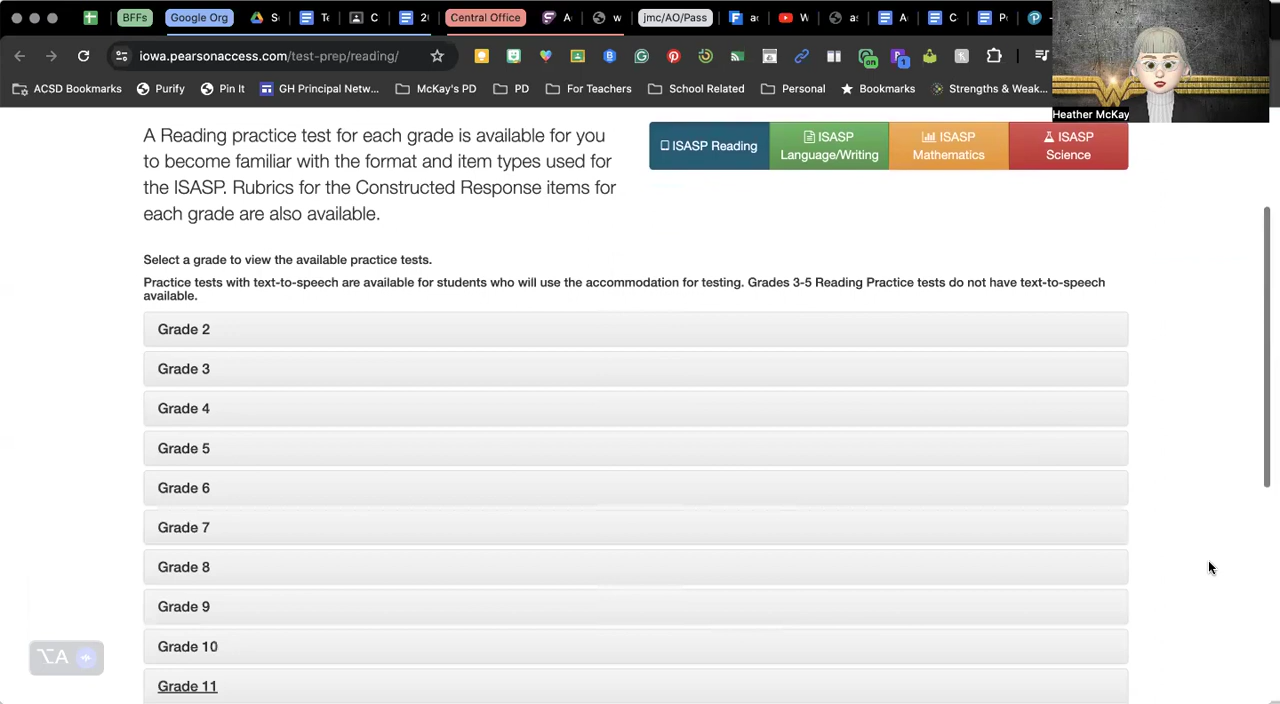 BFFs
Google Org
S
Te
C
2
Central Office
A
w
jmc/AO/Pass
ac
W
a
A
C
P
iowa.pearsonaccess.com/test-prep/reading/
on
1
ACSD Bookmarks
Purify
Pin It
GH Principal Now...
McKay's PD
PD
For Teachers
School Related
Personal
Bookmarks
Strengths & Weak...
Heather McKay
A Reading practice test for each grade is available for you
to become familiar with the format and item types used for
the ISASP. Rubrics for the Constructed Response items for
each grade are also available.
ISASP Reading
ISASP
Language/Writing
ISASP
Mathematics
ISASP
Science
Select a grade to view the available practice tests.
Practice tests with text-to-speech are available for students who will use the accommodation for testing. Grades 3-5 Reading Practice tests do not have text-to-speech
available.
Grade 2
Grade 3
Grade 4
Grade 5
Grade 6
Grade 7
Grade 8
Grade 9
Grade 10
Grade 11
⌥A